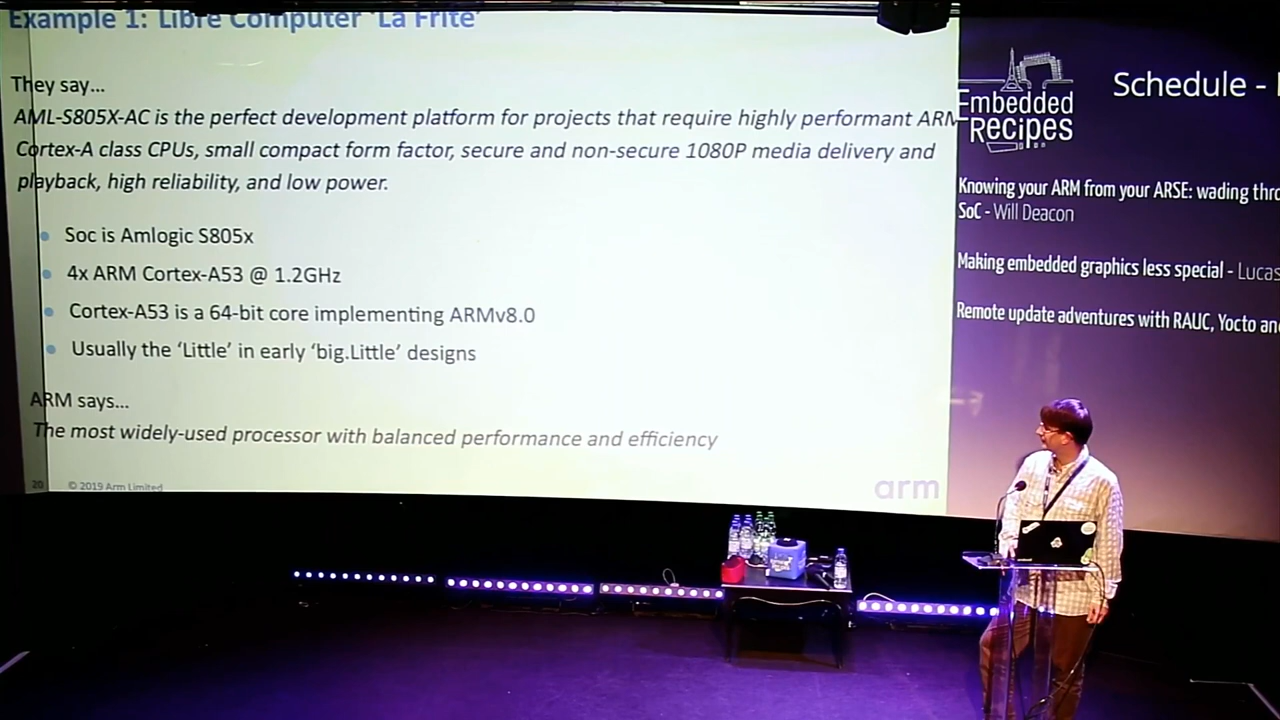 Example 1: Libre Computer 'La Frite'
They say...
AML-S805X-AC is the perfect development platform for projects that require highly performant ARM
Cortex-A class CPUs, small compact form factor, secure and non-secure 1080P media delivery and
playback, high reliability, and low power.
Soc is Amlogic S805x
4x ARM Cortex-A53 @ 1.2GHz
Cortex-A53 is a 64-bit core implementing ARMv8.0
Usually the 'Little' in early 'big.Little' designs
ARM says...
The most widely-used processor with balanced performance and efficiency
20 © 2019 Arm Limited
arm
Embedded
Recipes
Schedule -
Knowing your ARM from your ARSE: wading
SoC - Will Deacon
Making embedded graphics less special - Lucas
Remote update adventures with RAUC, Yocto